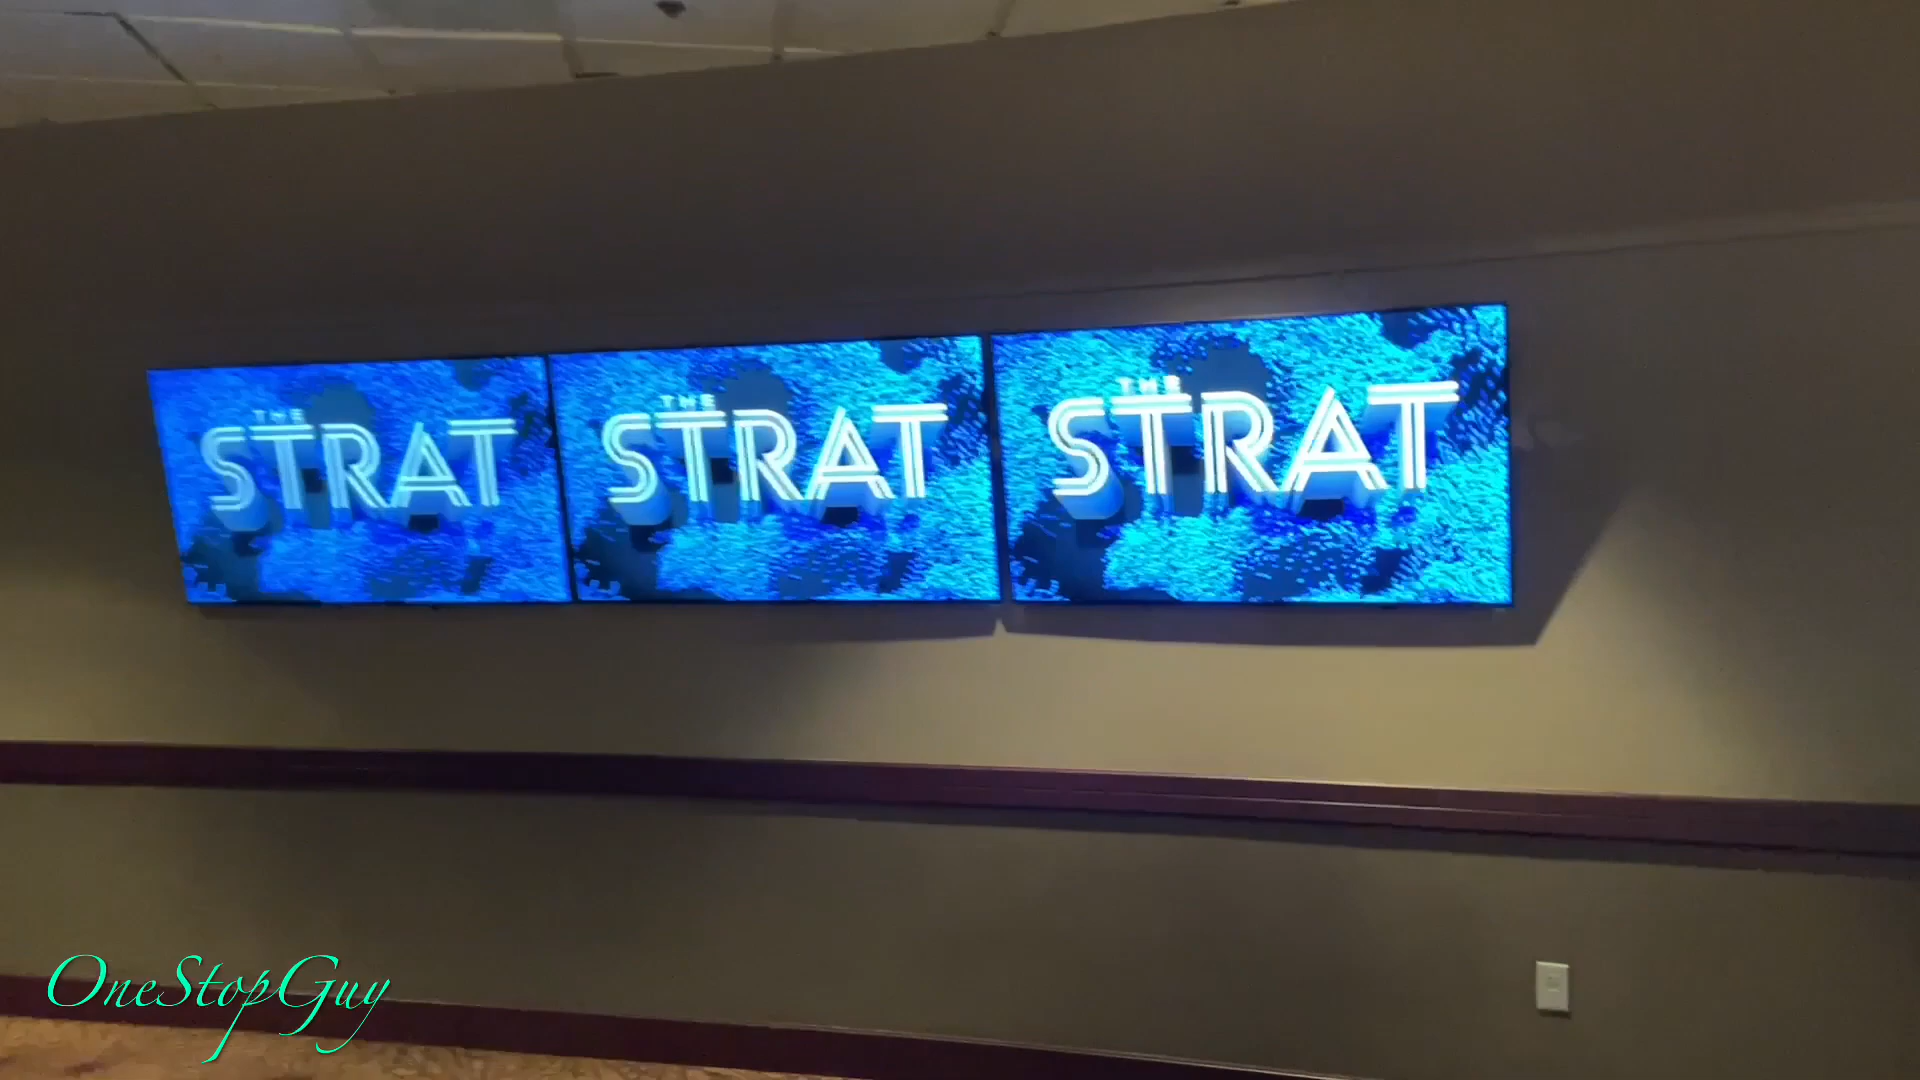 THE
STRAT
THE
STRAT
THE
STRAT
OneStopGuy